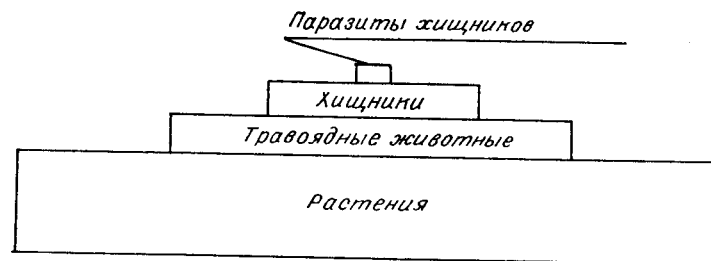 Паразиты хищников
Хищники
Травоядные животные
Растения